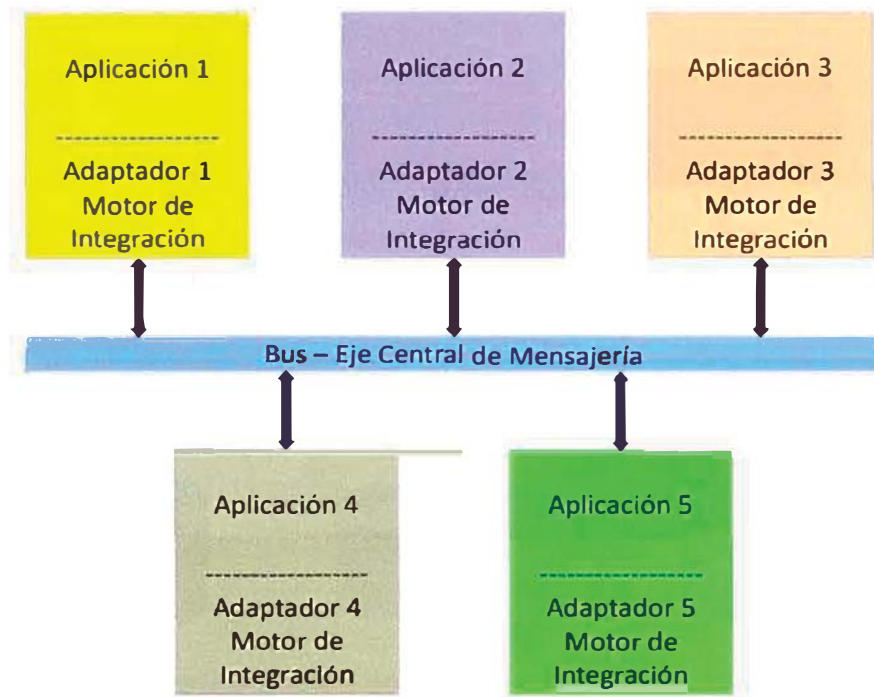 Aplicación 1
Adaptador 1
Motor de
Integración
Aplicación 2
Adaptador 2
Motor de
Integración
Aplicación 3
Adaptador 3
Motor de
Integración
Bus – Eje Central de Mensajería
Aplicación 4
Adaptador 4
Motor de
Integración
Aplicación 5
Adaptador 5
Motor de
Integración